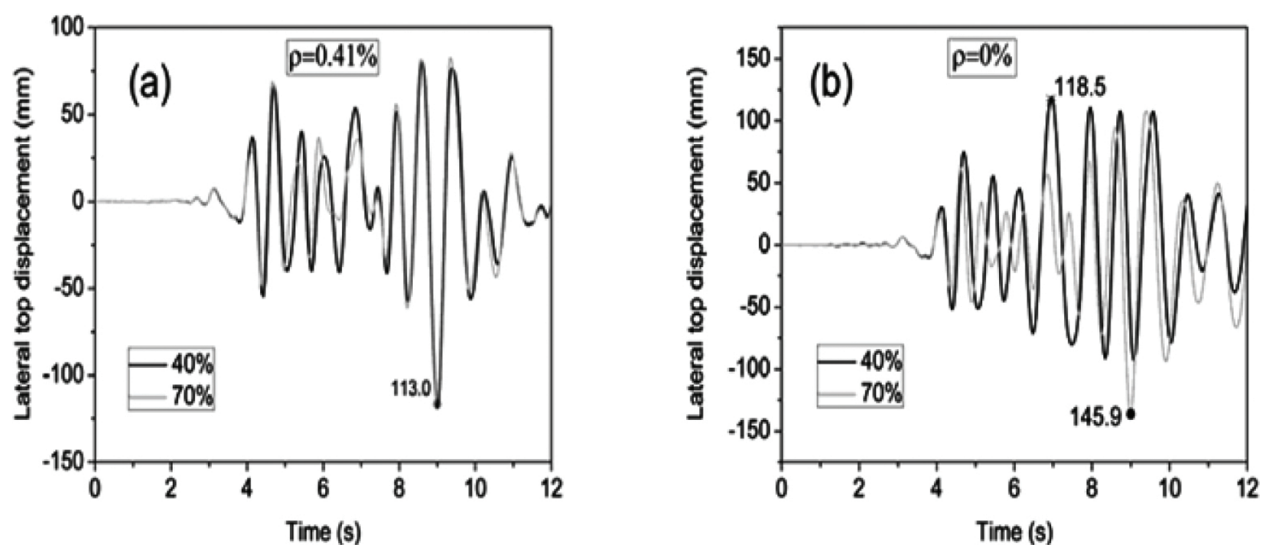 (a)
ρ=0.41%
100
50
0
-50
-100
-150
Lateral top displacement (mm)
113.0
40%
70%
0 2 4 6 8 10 12
Time (s)
(b)
ρ=0%
150
100
50
0
-50
-100
-150
Lateral top displacement (mm)
118.5
145.9
40%
70%
0 2 4 6 8 10 12
Time (s)